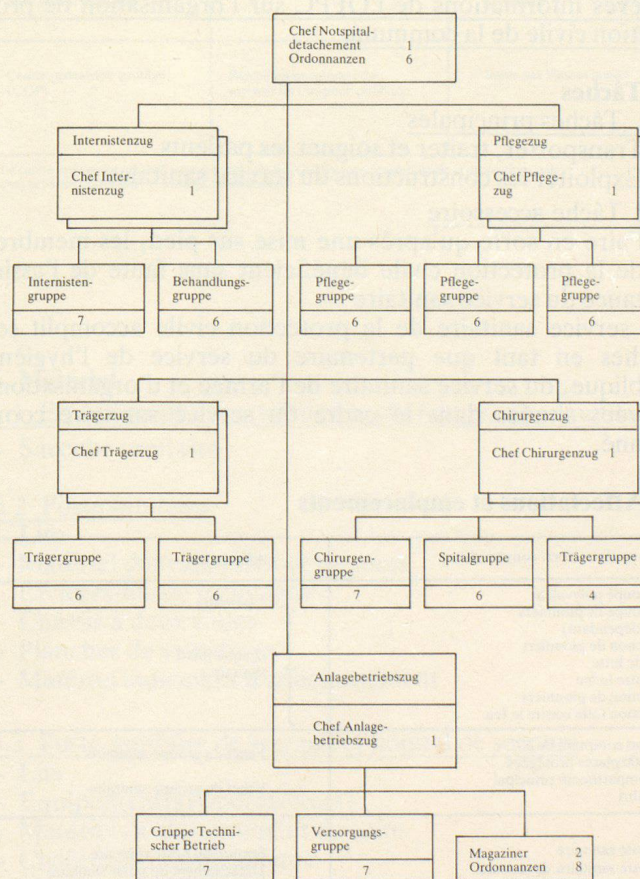 Chef Notspital-
detachement 1
Ordonnanzen 6
Internistenzug
Chef Inter-
nistenzug 1
Pflegezug
Chef Pflege-
zug 1
Internisten-
gruppe
7
Behandlungs-
gruppe
6
Pflege-
gruppe
6
Pflege-
gruppe
6
Pflege-
gruppe
6
Trägerzug
Chef Trägerzug 1
Chirurgenzug
Chef Chirurgenzug 1
Trägergruppe
6
Trägergruppe
6
Chirurgen-
gruppe
7
Spitalgruppe
6
Trägergruppe
4
Anlagebetriebszug
Chef Anlage-
betriebszug 1
Gruppe Techni-
scher Betrieb
7
Versorgungs-
gruppe
7
Magaziner 2
Ordonnanzen 8